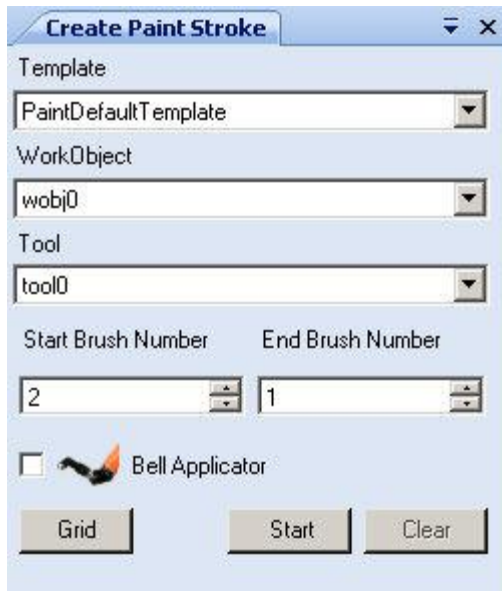 Create Paint Stroke
Template
PaintDefaultTemplate
WorkObject
wobj0
Tool
tool0
Start Brush Number End Brush Number
2 1
Bell Applicator
Grid Start Clear